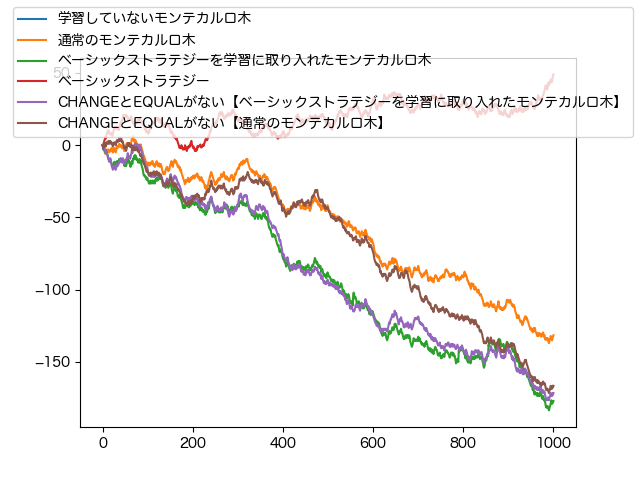 学習していないモンテカルロ木
通常のモンテカルロ木
ベーシックストラテジーを学習に取り入れたモンテカルロ木
ベーシックストラテジー
CHANGEとEQUALがない【ベーシックストラテジーを学習に取り入れたモンテカルロ木】
CHANGEとEQUALがない【通常のモンテカルロ木】
50
0
−50
−100
−150
0 200 400 600 800 1000